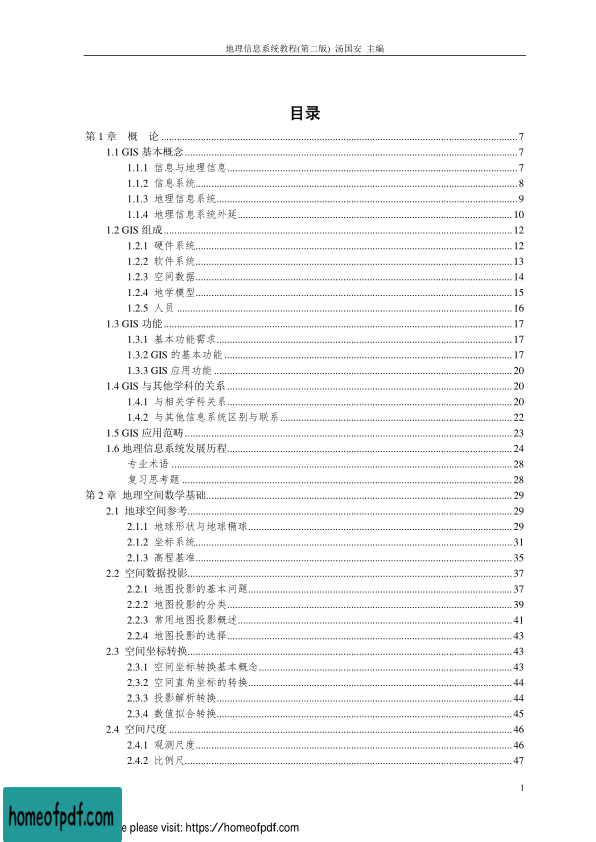 地理信息系统教程(第二版) 汤国安 主编
目录
第 1 章 概 论 ........ 7
1.1 GIS 基本概念 ........ 7
1.1.1 信息与地理信息 ........ 7
1.1.2 信息系统 ........ 8
1.1.3 地理信息系统 ........ 9
1.1.4 地理信息系统外延 ........ 10
1.2 GIS 组成 ........ 12
1.2.1 硬件系统 ........ 12
1.2.2 软件系统 ........ 13
1.2.3 空间数据 ........ 14
1.2.4 地学模型 ........ 15
1.2.5 人员 ........ 16
1.3 GIS 功能 ........ 17
1.3.1 基本功能需求 ........ 17
1.3.2 GIS 的基本功能 ........ 17
1.3.3 GIS 应用功能 ........ 20
1.4 GIS 与其他学科的关系 ........ 20
1.4.1 与相关学科关系 ........ 20
1.4.2 与其他信息系统区别与联系 ........ 22
1.5 GIS 应用范畴 ........ 23
1.6 地理信息系统发展历程 ........ 24
专业术语 ........ 28
复习思考题 ........ 28
第 2 章 地理空间数学基础 ........ 29
2.1 地球空间参考 ........ 29
2.1.1 地球形状与地球椭球 ........ 29
2.1.2 坐标系统 ........ 31
2.1.3 高程基准 ........ 35
2.2 空间数据投影 ........ 37
2.2.1 地图投影的基本问题 ........ 37
2.2.2 地图投影的分类 ........ 39
2.2.3 常用地图投影概述 ........ 41
2.2.4 地图投影的选择 ........ 43
2.3 空间坐标转换 ........ 43
2.3.1 空间坐标转换基本概念 ........ 43
2.3.2 空间直角坐标的转换 ........ 44
2.3.3 投影解析转换 ........ 44
2.3.4 数值拟合转换 ........ 45
2.4 空间尺度 ........ 46
2.4.1 观测尺度 ........ 46
2.4.2 比例尺 ........ 47
1
homeofpdf.com
e please visit: https://homeofpdf.com